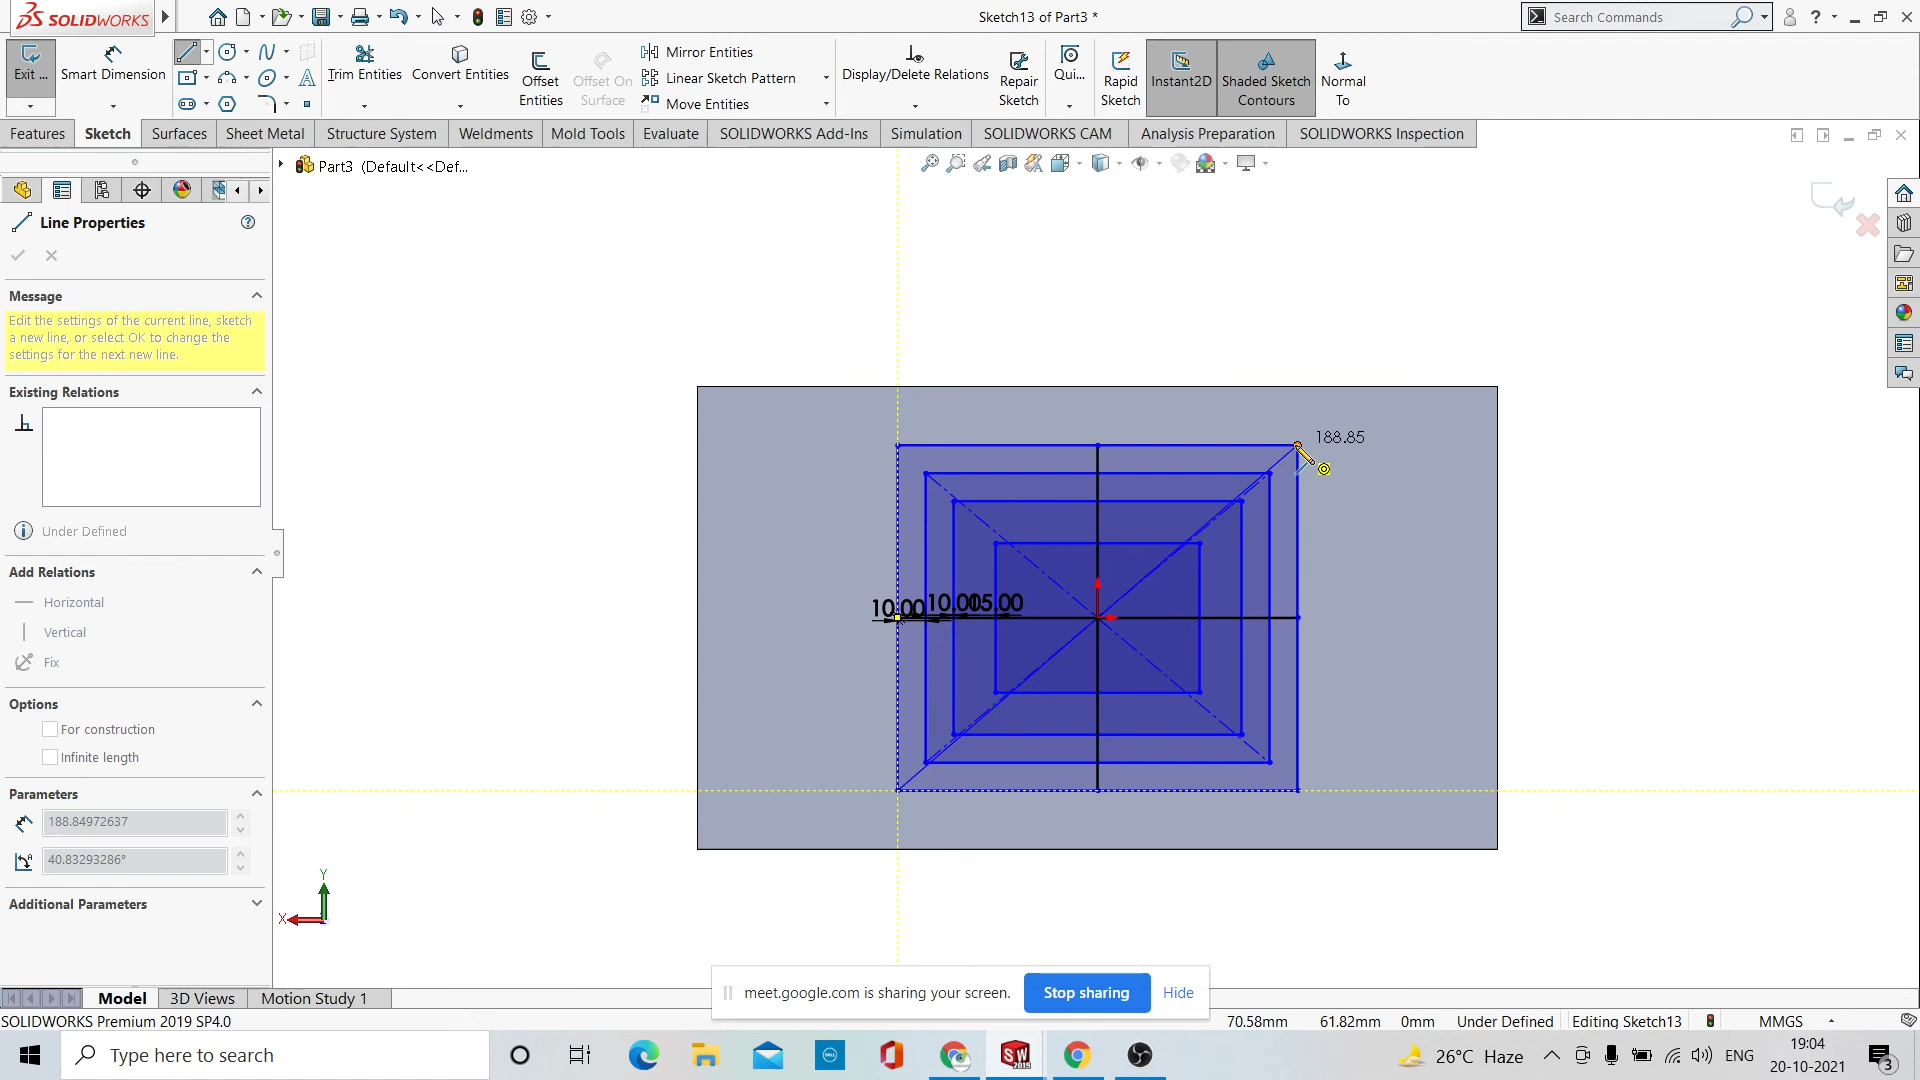 SOLIDWORKS
Sketch13 of Part3 *
Search Commands
Exit ...
Smart Dimension
Trim Entities
Convert Entities
Offset Entities
Offset On Surface
Mirror Entities
Linear Sketch Pattern
Move Entities
Display/Delete Relations
Repair Sketch
Qui...
Rapid Sketch
Instant2D
Shaded Sketch Contours
Normal To
Features
Sketch
Surfaces
Sheet Metal
Structure System
Weldments
Mold Tools
Evaluate
SOLIDWORKS Add-Ins
Simulation
SOLIDWORKS CAM
Analysis Preparation
SOLIDWORKS Inspection
Part3 (Default<<Def...
Line Properties
Message
Edit the settings of the current line, sketch
a new line, or select OK to change the
settings for the next new line.
Existing Relations
Under Defined
Add Relations
Horizontal
Vertical
Fix
Options
For construction
Infinite length
Parameters
188.84972637
40.83293286°
Additional Parameters
188.85
10.00
Y
X
meet.google.com is sharing your screen.
Stop sharing
Hide
Model
3D Views
Motion Study 1
SOLIDWORKS Premium 2019 SP4.0
70.58mm
61.82mm
0mm
Under Defined
Editing Sketch13
MMGS
Type here to search
26°C Haze
ENG
19:04
20-10-2021
3